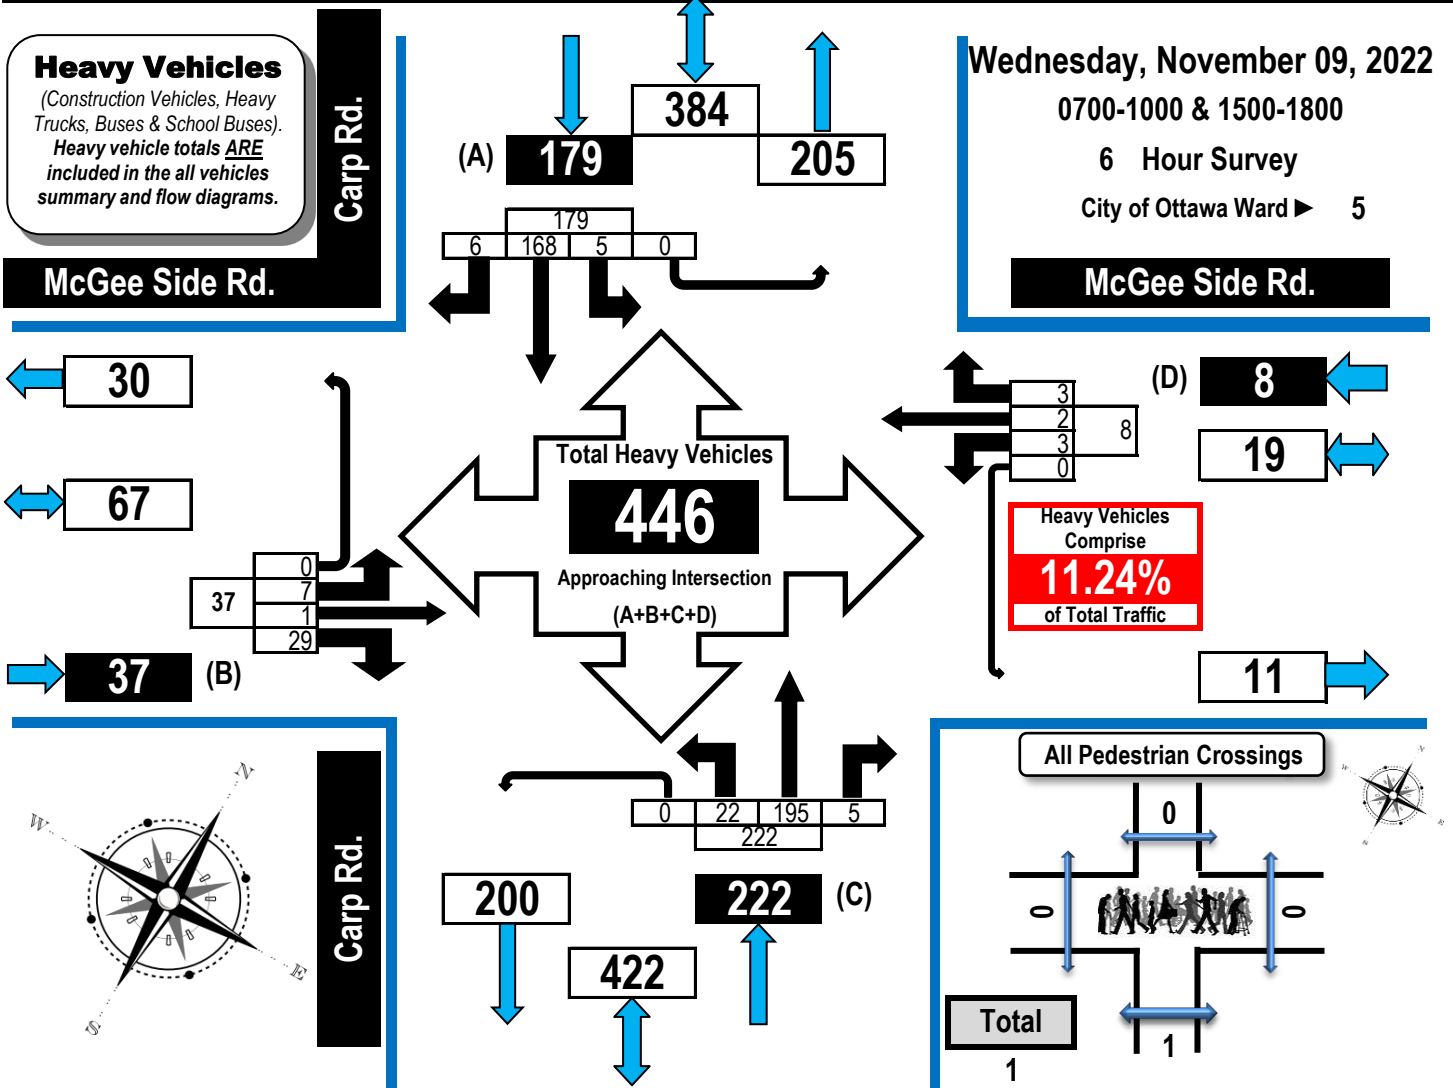 Heavy Vehicles
(Construction Vehicles, Heavy
Trucks, Buses & School Buses).
Heavy vehicle totals ARE
included in the all vehicles
summary and flow diagrams.
Carp Rd.
McGee Side Rd.
384
(A) 179
205
179
6 168 5 0
Wednesday, November 09, 2022
0700-1000 & 1500-1800
6 Hour Survey
City of Ottawa Ward ► 5
McGee Side Rd.
30
67
0
7
1
29
37
37 (B)
Total Heavy Vehicles
446
Approaching Intersection
(A+B+C+D)
3
2
3
0
8
(D) 8
19
Heavy Vehicles
Comprise
11.24%
of Total Traffic
11
N
W
E
S
Carp Rd.
0 22 195 5
222
200
222 (C)
422
All Pedestrian Crossings
N
W
E
S
0
0
0
1
Total
1